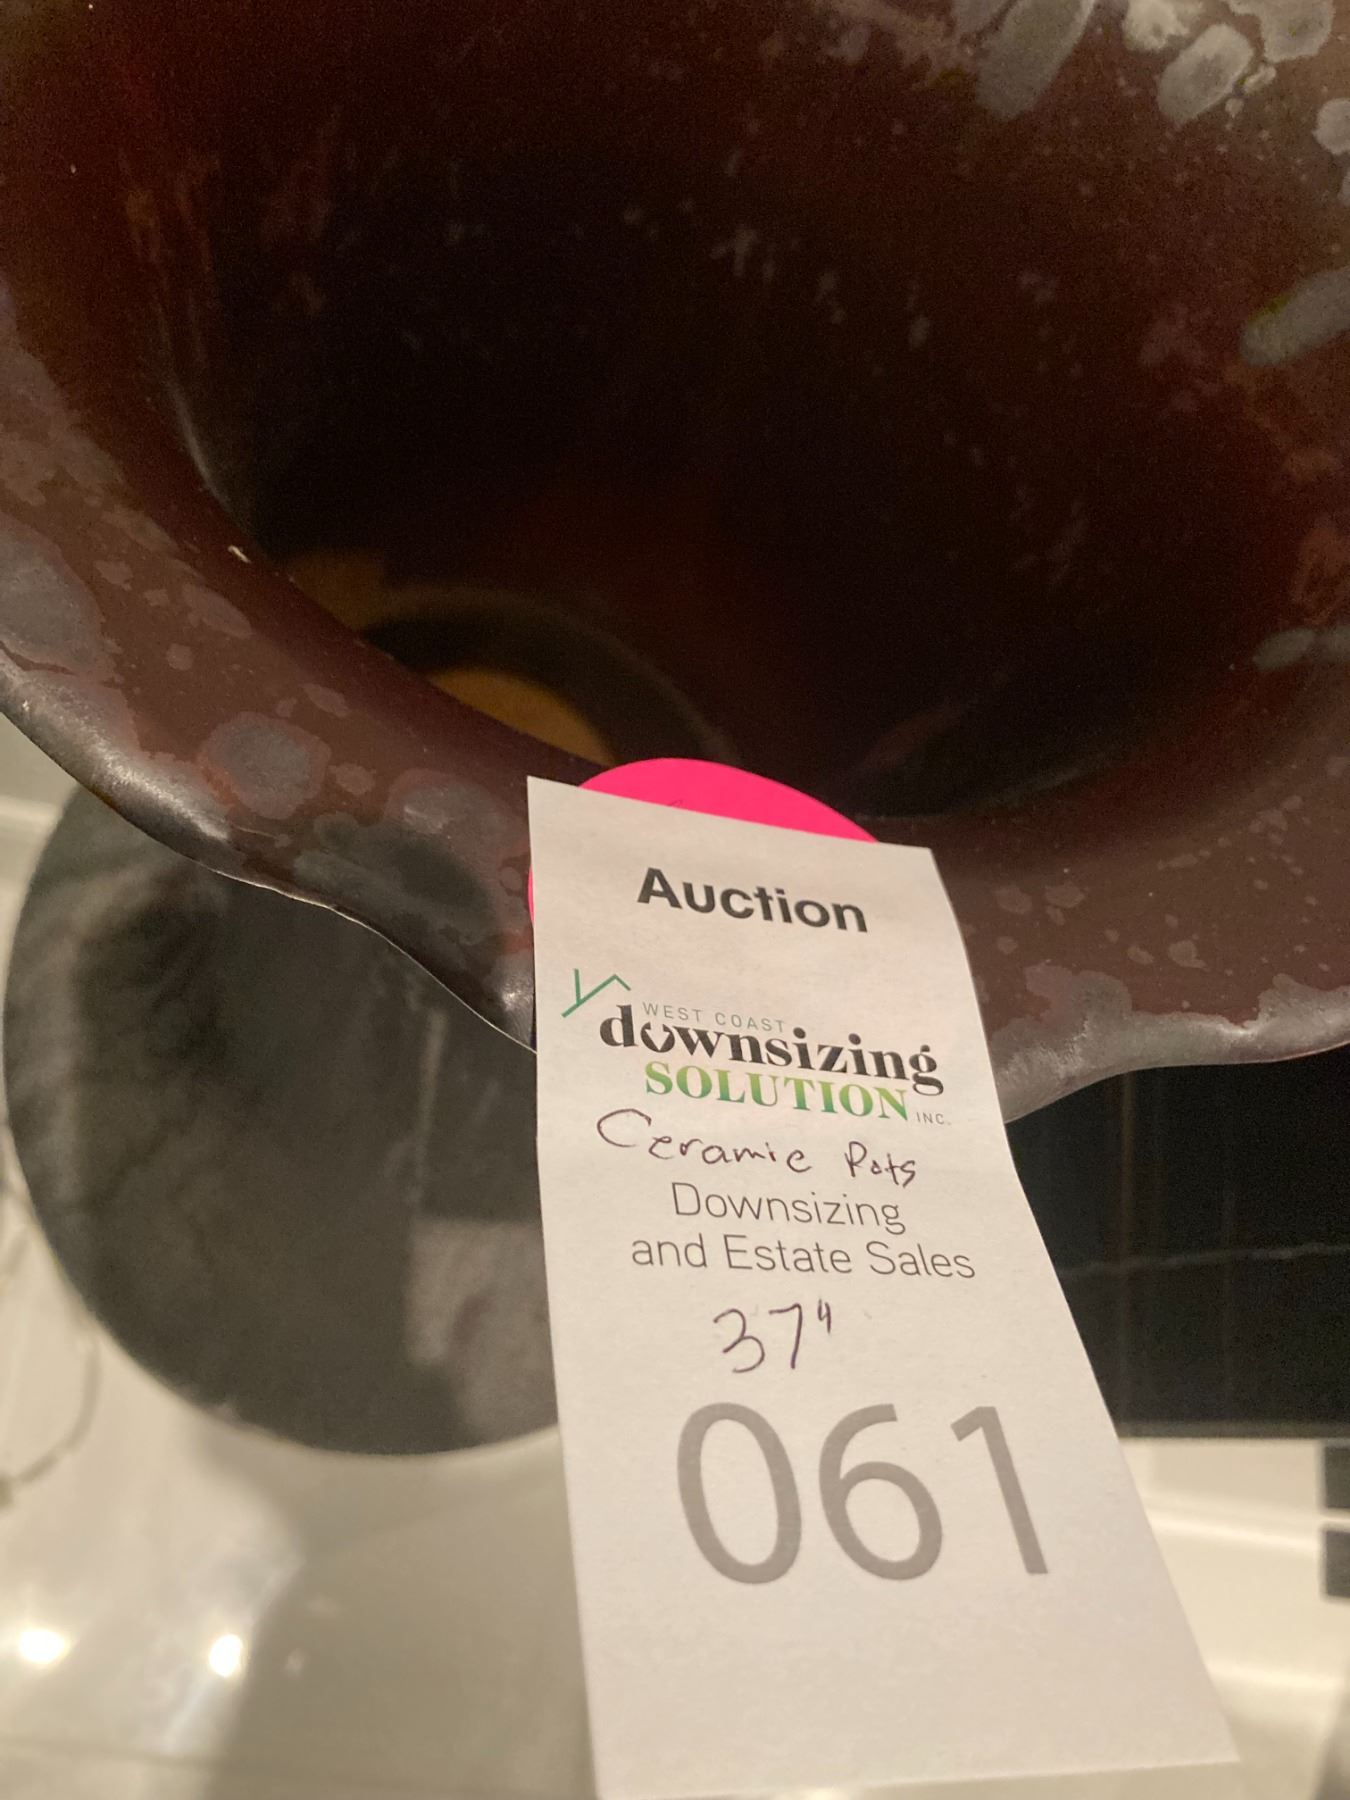 Auction
WEST COAST
downsizing
SOLUTION INC.
Ceramic Pots
Downsizing
and Estate Sales
37"
061